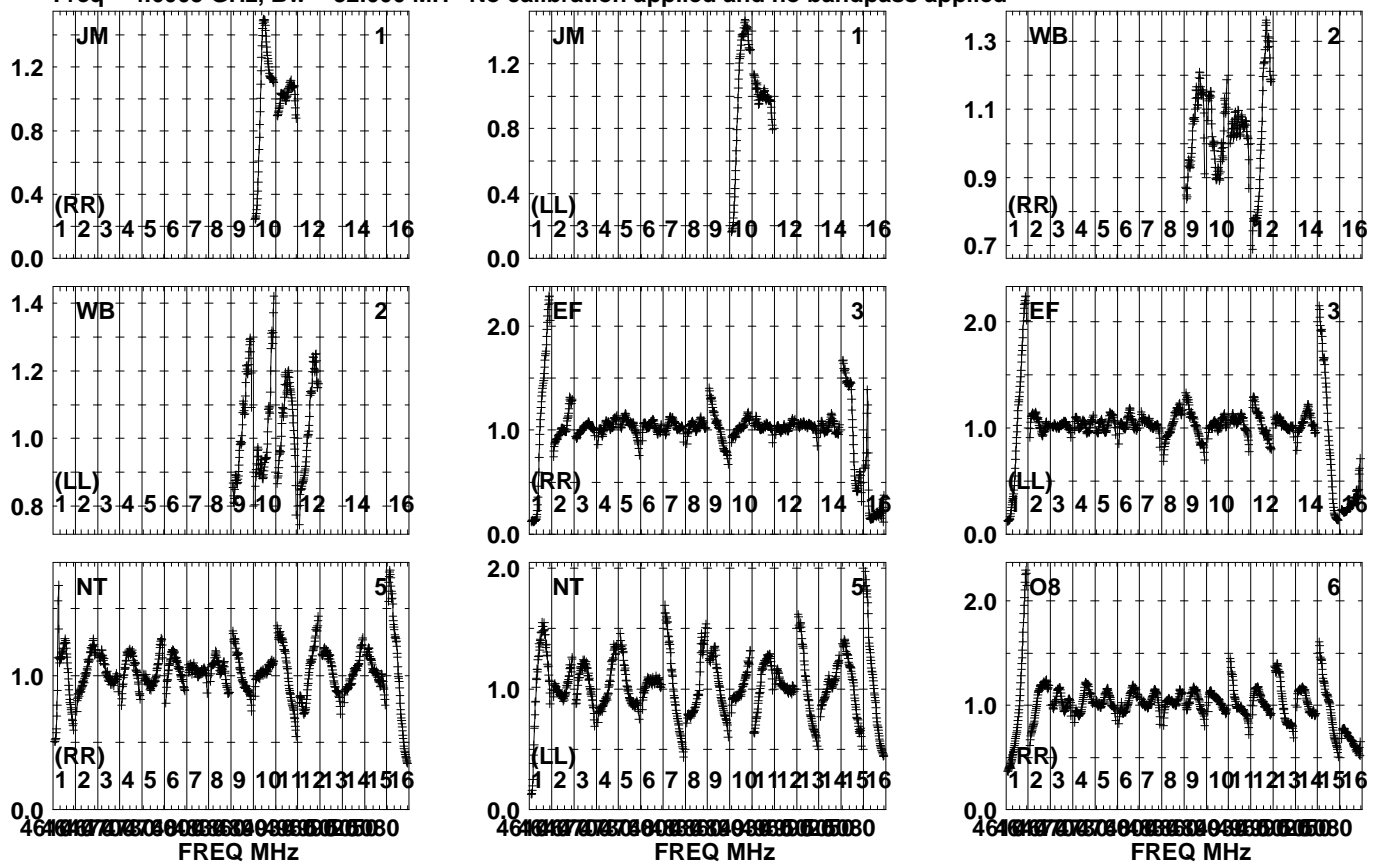 JM 1
1.2
0.8
0.4
0.0
(RR)
1 2 3 4 5 6 7 8 9 10 12 14 16
JM 1
1.2
0.8
0.4
0.0
(LL)
1 2 3 4 5 6 7 8 9 10 12 14 16
WB 2
1.3
1.1
0.9
0.7
(RR)
1 2 3 4 5 6 7 8 9 10 12 14 16
WB 2
1.4
1.2
1.0
0.8
(LL)
1 2 3 4 5 6 7 8 9 10 12 14 16
EF 3
2.0
1.0
0.0
(RR)
1 2 3 4 5 6 7 8 9 10 12 14 16
EF 3
2.0
1.0
0.0
(LL)
1 2 3 4 5 6 7 8 9 10 12 14 16
NT 5
1.0
0.0
(RR)
1 2 3 4 5 6 7 8 9 10 11 12 13 14 15 16
FREQ MHz
NT 5
2.0
1.0
0.0
(LL)
1 2 3 4 5 6 7 8 9 10 11 12 13 14 15 16
FREQ MHz
O8 6
2.0
1.0
0.0
(RR)
1 2 3 4 5 6 7 8 9 10 11 12 13 14 15 16
FREQ MHz